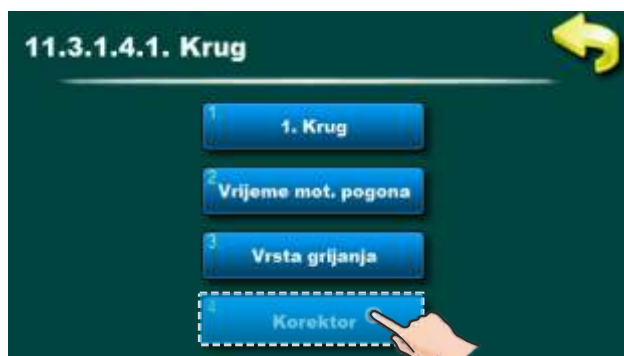 11.3.1.4.1. Krug
1
1. Krug
2
Vrijeme mot. pogona
3
Vrsta grijanja
4
Korektor